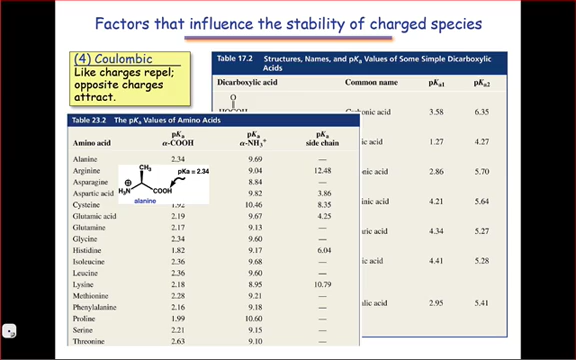 Factors that influence the stability of charged species
(4) Coulombic
Like charges repel;
opposite charges
attract.
Table 17.2 Structures, Names, and pKa Values of Some Simple Dicarboxylic
Acids
Dicarboxylic acid Common name pKa1 pKa2
O
HOCOH Carbonic acid 3.58 6.35
ic acid 1.27 4.27
nic acid 2.86 5.70
inic acid 4.21 5.64
ric acid 4.34 5.27
ic acid 4.41 5.28
lic acid 2.95 5.41
Table 23.2 The pKa Values of Amino Acids
Amino acid pKa α-COOH pKa α-NH3+ pKa side chain
Alanine 2.34 9.69 —
Arginine 9.04 12.48
Asparagine 8.84 —
Aspartic acid 9.82 3.86
Cysteine 1.92 10.46 8.35
Glutamic acid 2.19 9.67 4.25
Glutamine 2.17 9.13 —
Glycine 2.34 9.60 —
Histidine 1.82 9.17 6.04
Isoleucine 2.36 9.68 —
Leucine 2.36 9.60 —
Lysine 2.18 8.95 10.79
Methionine 2.28 9.21 —
Phenylalanine 2.16 9.18 —
Proline 1.99 10.60 —
Serine 2.21 9.15 —
Threonine 2.63 9.10 —
CH3
pKa = 2.34
⊕
H3N COOH
alanine